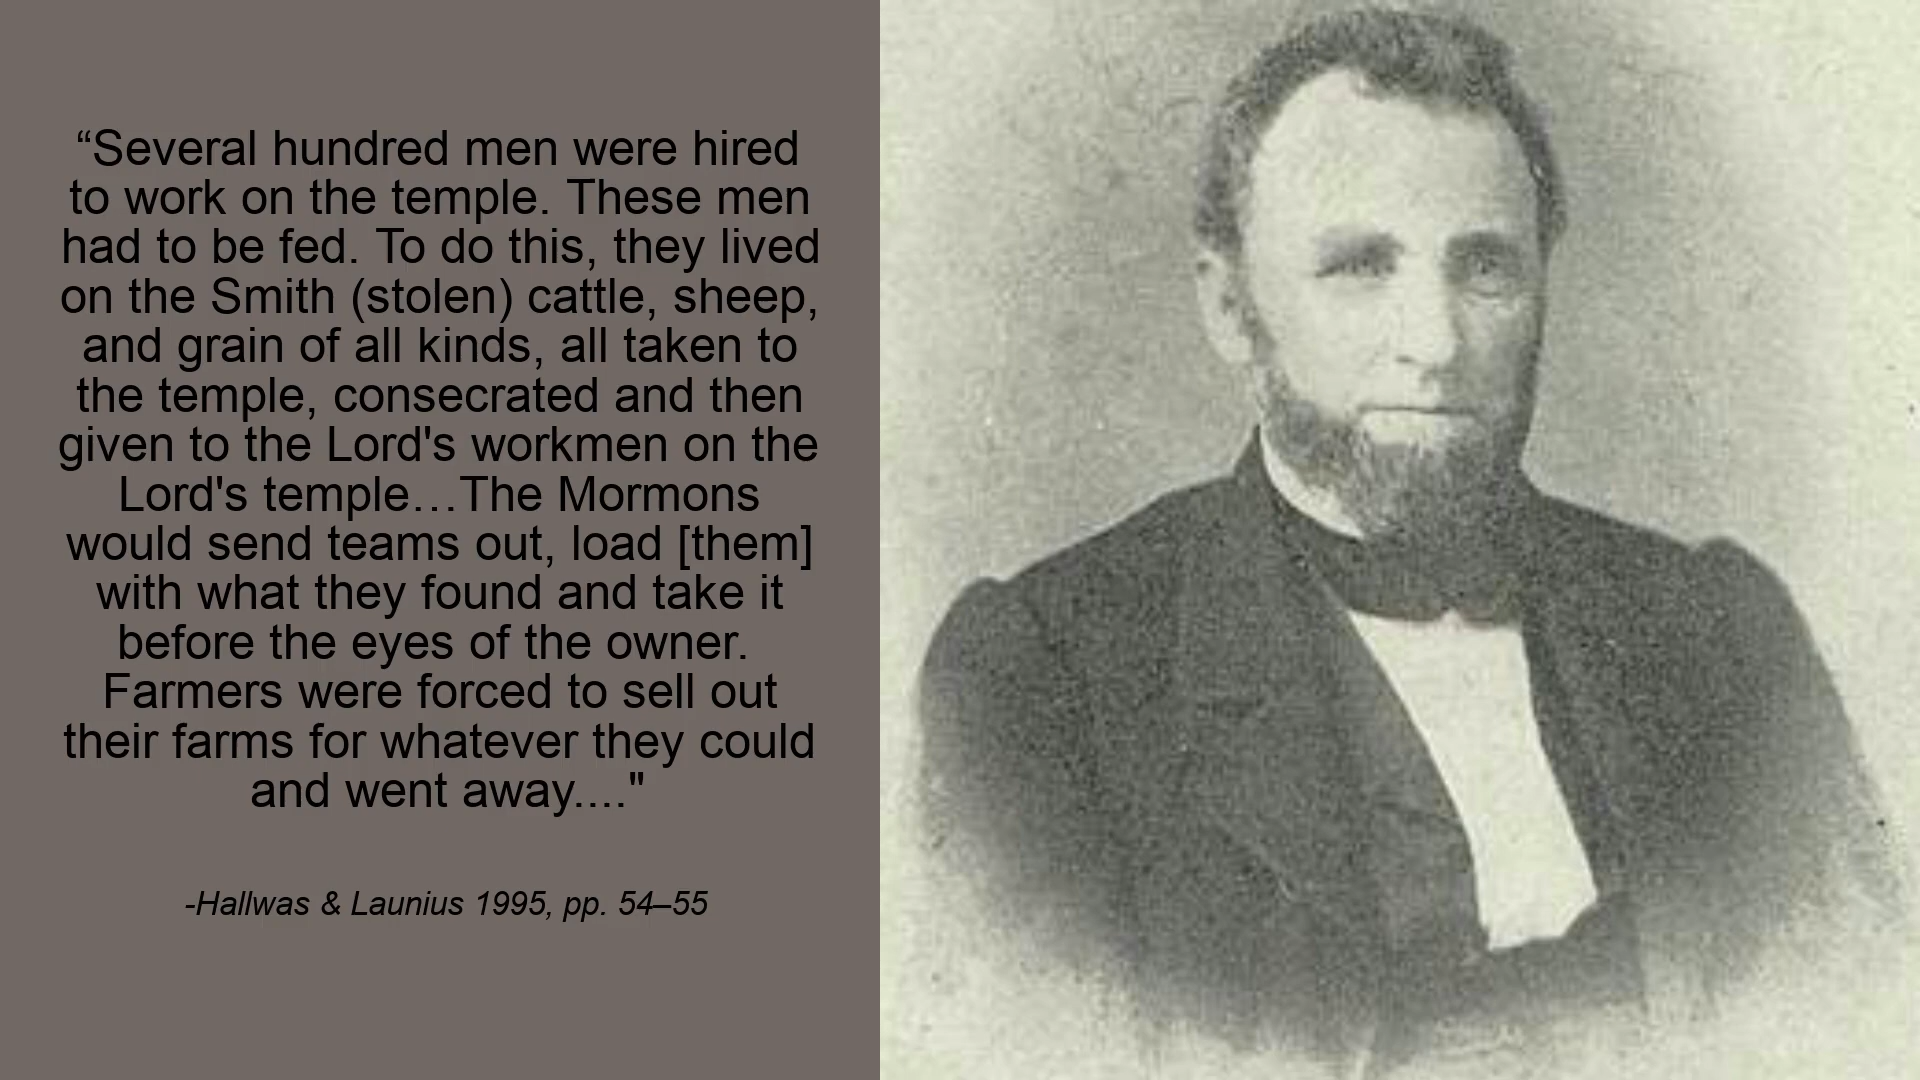 “Several hundred men were hired
to work on the temple. These men
had to be fed. To do this, they lived
on the Smith (stolen) cattle, sheep,
and grain of all kinds, all taken to
the temple, consecrated and then
given to the Lord's workmen on the
Lord's temple…The Mormons
would send teams out, load [them]
with what they found and take it
before the eyes of the owner.
Farmers were forced to sell out
their farms for whatever they could
and went away...."
-Hallwas & Launius 1995, pp. 54–55